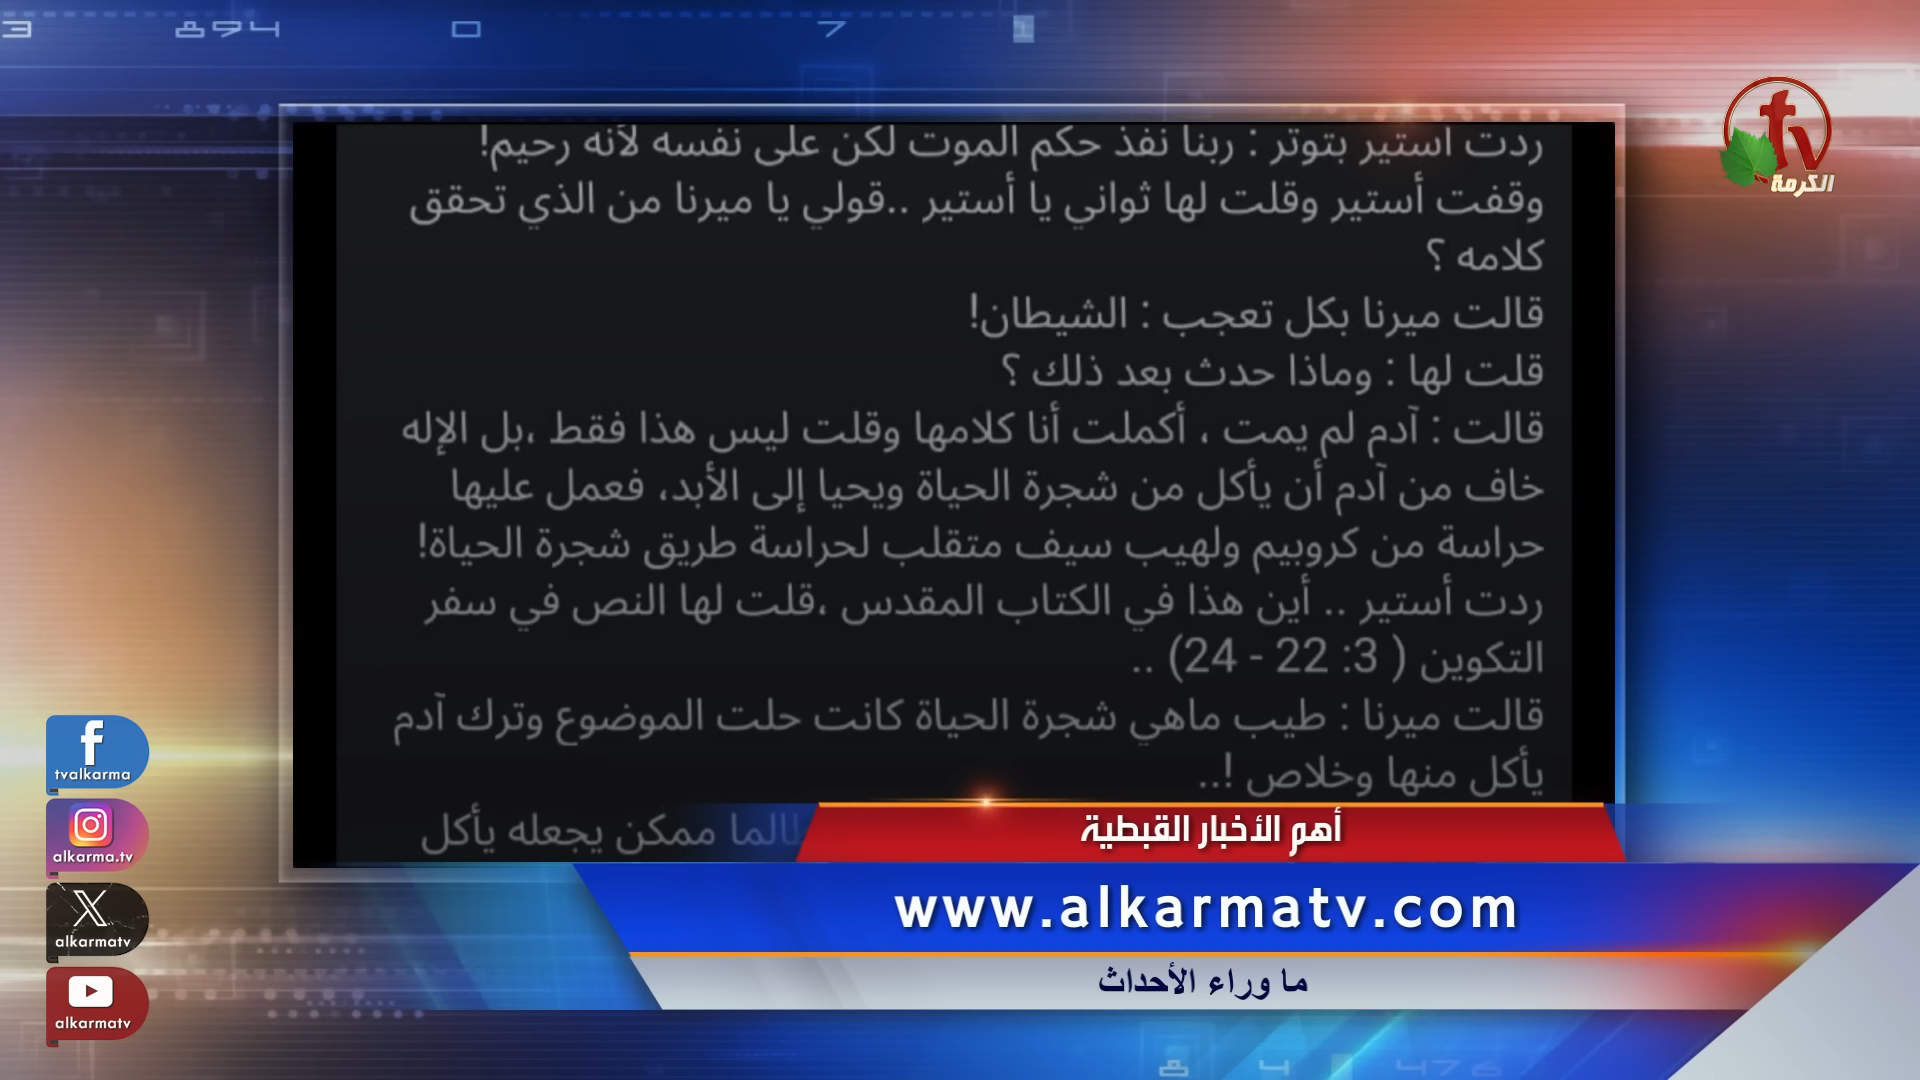 3 894 0 7 1
tv
الكرمة
ردت أستير بتوتر : ربنا نفذ حكم الموت لكن على نفسه لأنه رحيم!
وقفت أستير وقلت لها ثواني يا أستير ..قولي يا ميرنا من الذي تحقق
كلامه ؟
قالت ميرنا بكل تعجب : الشيطان!
قلت لها : وماذا حدث بعد ذلك ؟
قالت : آدم لم يمت ، أكملت أنا كلامها وقلت ليس هذا فقط ،بل الإله
خاف من آدم أن يأكل من شجرة الحياة ويحيا إلى الأبد، فعمل عليها
حراسة من كروبيم ولهيب سيف متقلب لحراسة طريق شجرة الحياة!
ردت أستير .. أين هذا في الكتاب المقدس ،قلت لها النص في سفر
التكوين ( 3: 22 - 24) ..
قالت ميرنا : طيب ماهي شجرة الحياة كانت حلت الموضوع وترك آدم
يأكل منها وخلاص !..
ممكن يجعله يأكل
أهم الأخبار القبطية
www.alkarmatv.com
ما وراء الأحداث
tvalkarma
alkarma.tv
alkarmatv
alkarmatv